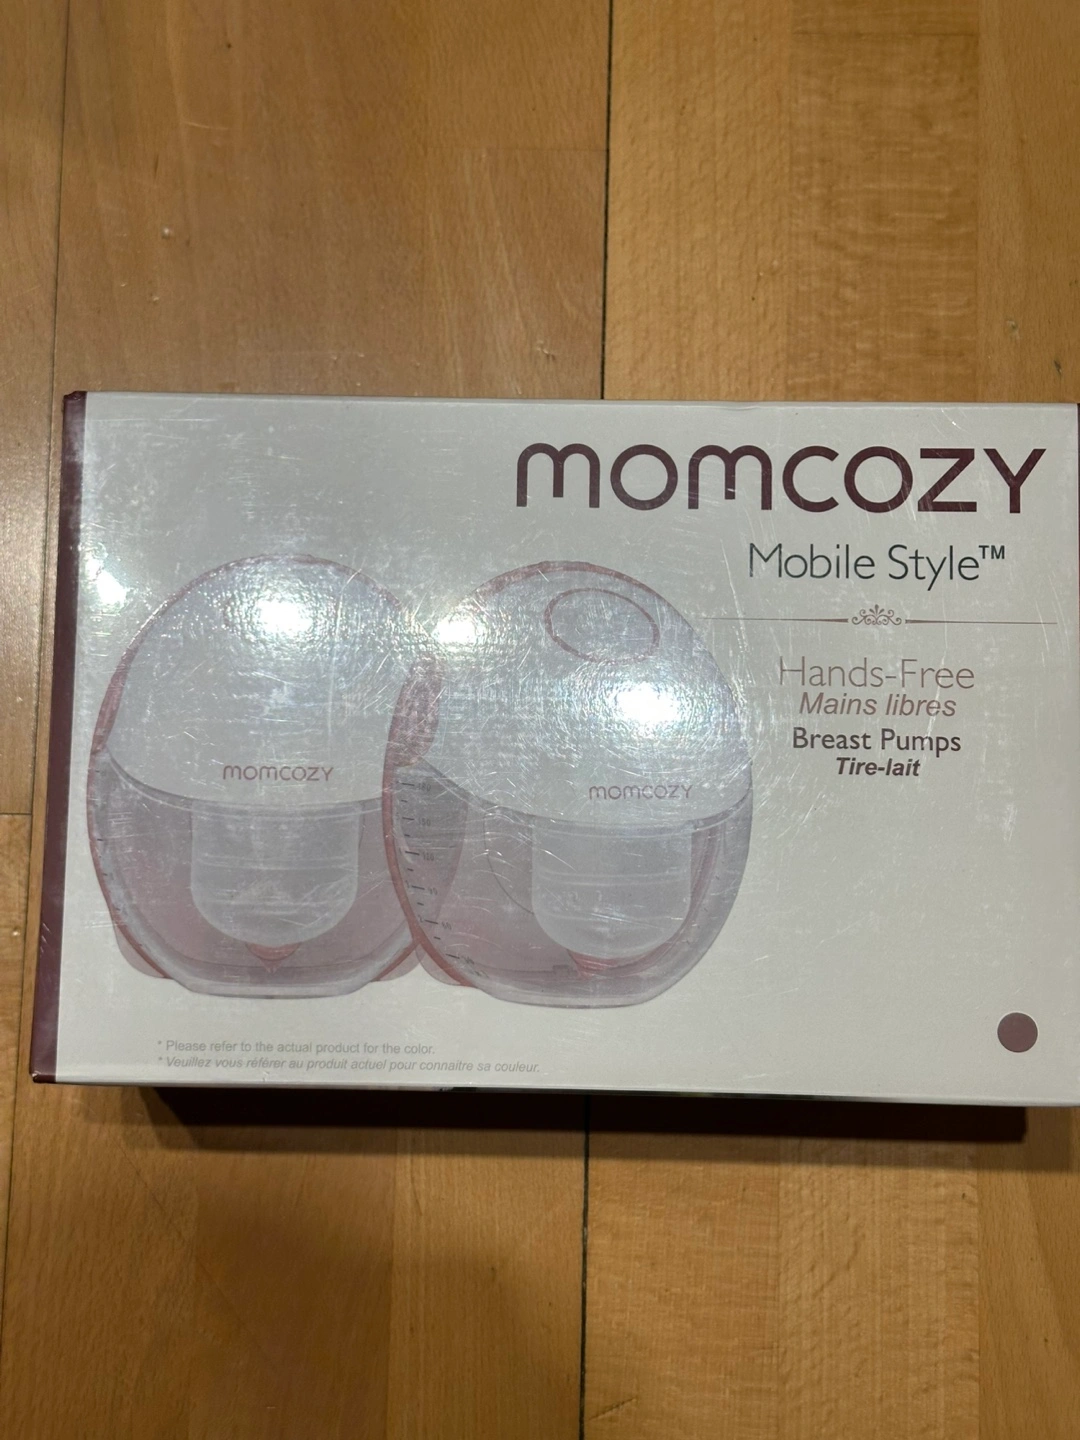 momcozy
Mobile Style™
Hands-Free
Mains libres
Breast Pumps
Tire-lait
momcozy
momcozy
* Please refer to the actual product for the color.
* Veuillez vous référer au produit actuel pour connaitre sa couleur.